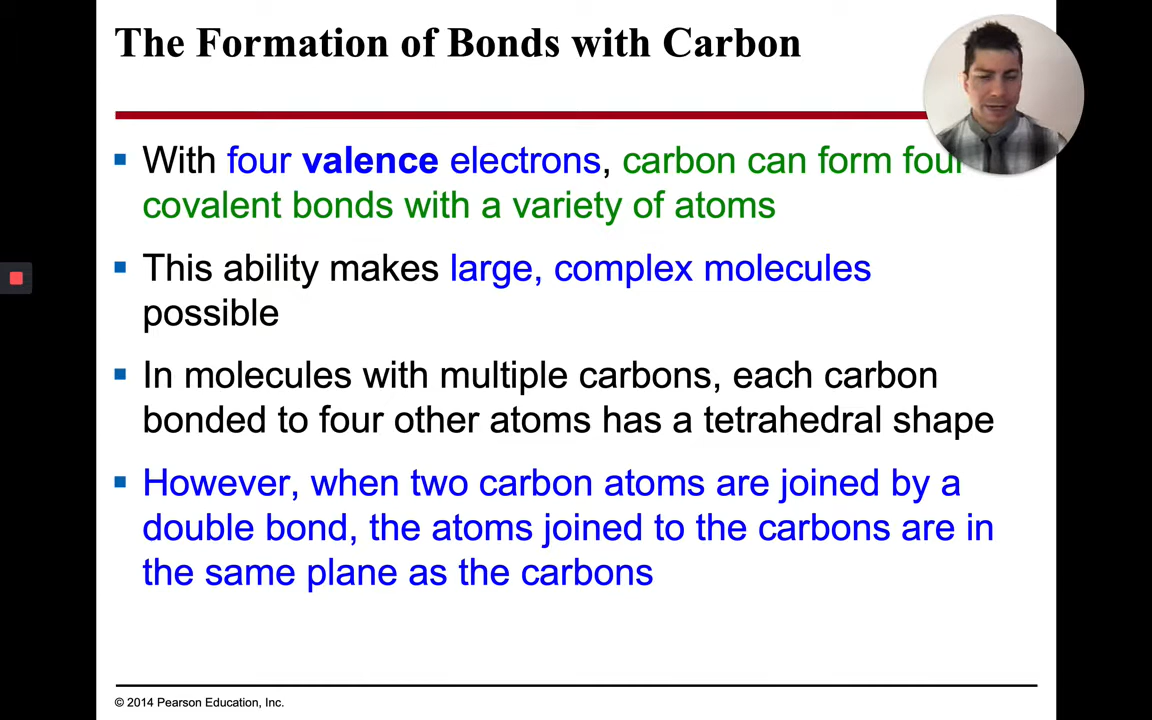 The Formation of Bonds with Carbon
With four valence electrons, carbon can form four
covalent bonds with a variety of atoms
This ability makes large, complex molecules
possible
In molecules with multiple carbons, each carbon
bonded to four other atoms has a tetrahedral shape
However, when two carbon atoms are joined by a
double bond, the atoms joined to the carbons are in
the same plane as the carbons
© 2014 Pearson Education, Inc.